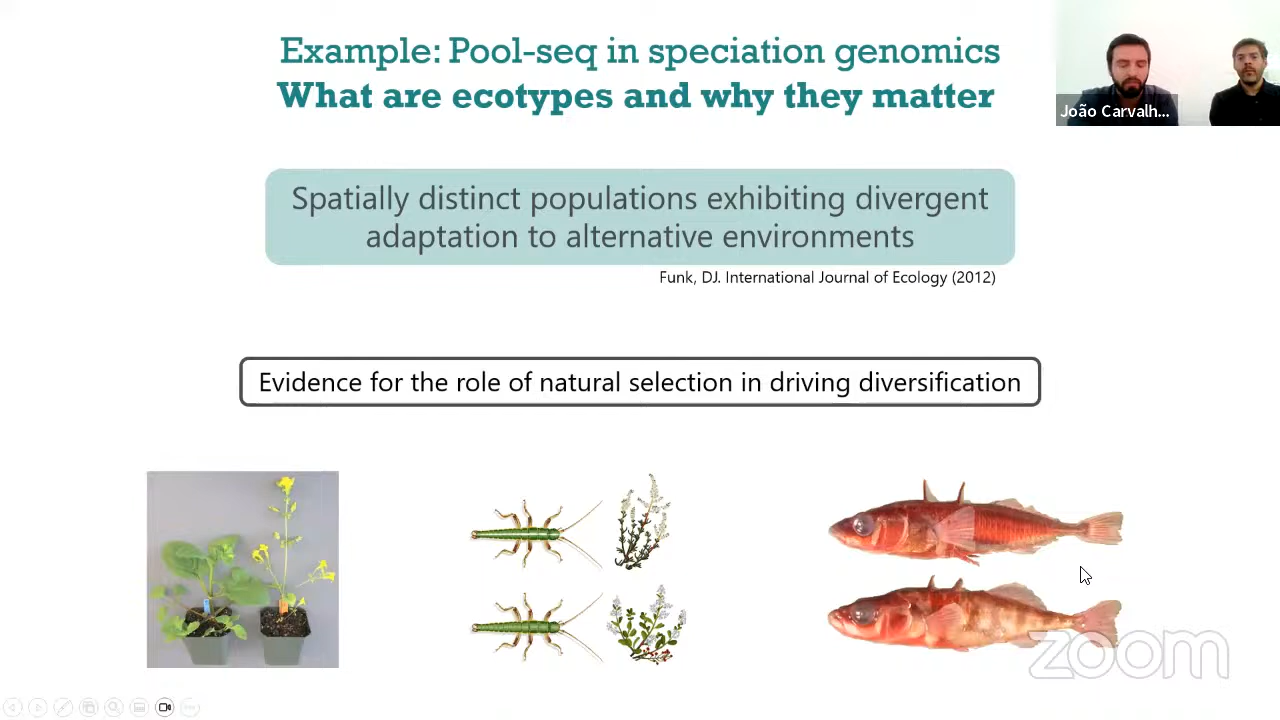 Example: Pool-seq in speciation genomics
What are ecotypes and why they matter
João Carvalh...
Spatially distinct populations exhibiting divergent
adaptation to alternative environments
Funk, DJ. International Journal of Ecology (2012)
Evidence for the role of natural selection in driving diversification
zoom